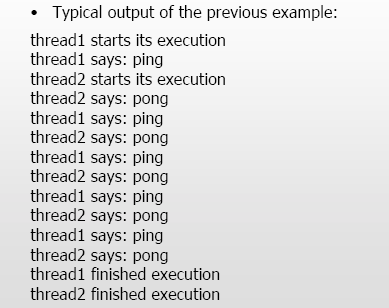 • Typical output of the previous example:
thread1 starts its execution
thread1 says: ping
thread2 starts its execution
thread2 says: pong
thread1 says: ping
thread2 says: pong
thread1 says: ping
thread2 says: pong
thread1 says: ping
thread2 says: pong
thread1 says: ping
thread2 says: pong
thread1 finished execution
thread2 finished execution